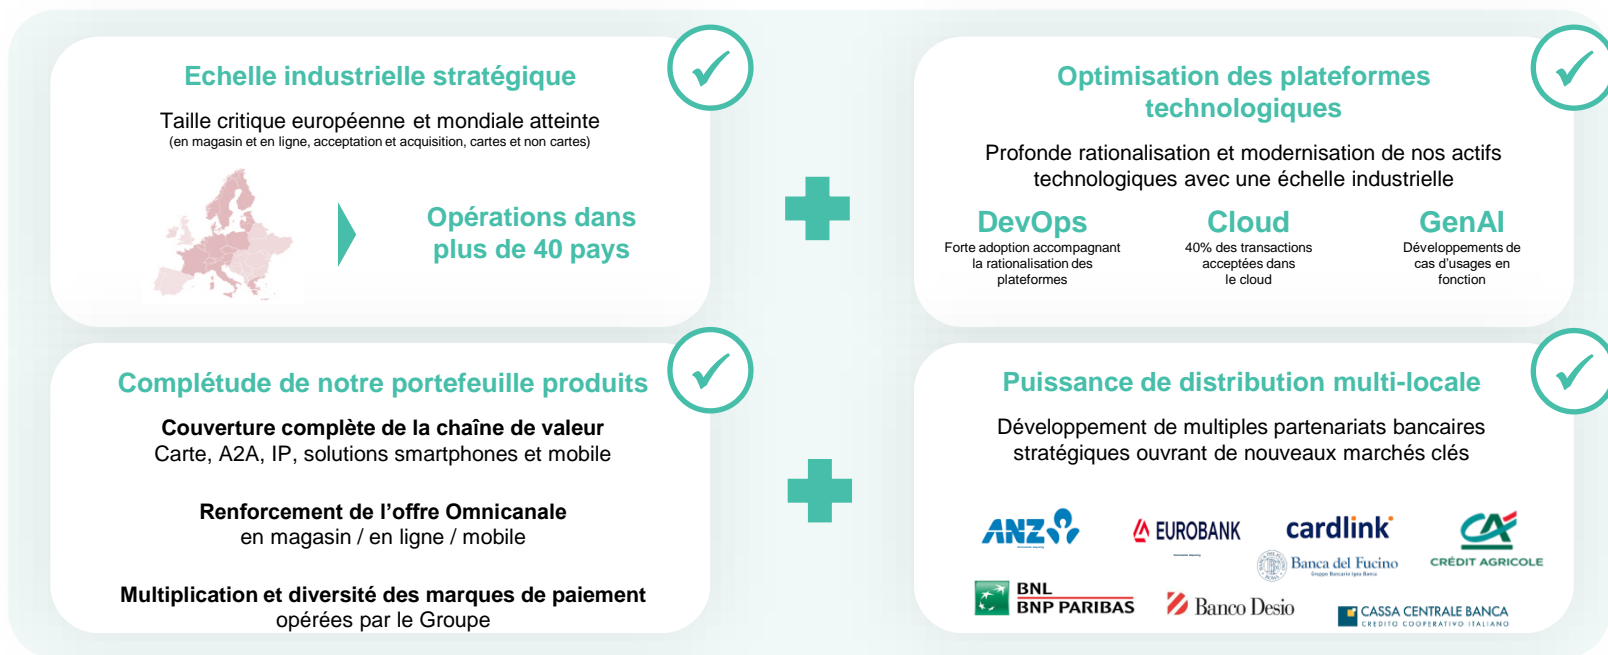 Echelle industrielle stratégique
Taille critique européenne et mondiale atteinte
(en magasin et en ligne, acceptation et acquisition, cartes et non cartes)
Opérations dans
plus de 40 pays
Optimisation des plateformes
technologiques
Profonde rationalisation et modernisation de nos actifs
technologiques avec une échelle industrielle
DevOps
Forte adoption accompagnant
la rationalisation des
plateformes
Cloud
40% des transactions
acceptées dans
le cloud
GenAI
Développements de
cas d’usages en
fonction
Complétude de notre portefeuille produits
Couverture complète de la chaîne de valeur
Carte, A2A, IP, solutions smartphones et mobile
Renforcement de l’offre Omnicanale
en magasin / en ligne / mobile
Multiplication et diversité des marques de paiement
opérées par le Groupe
Puissance de distribution multi-locale
Développement de multiples partenariats bancaires
stratégiques ouvrant de nouveaux marchés clés
ANZ
EUROBANK
cardlink
CA
CRÉDIT AGRICOLE
Banca del Fucino
Gruppo Bancario Igea Banca
BNL
BNP PARIBAS
Banco Desio
CASSA CENTRALE BANCA
CREDITO COOPERATIVO ITALIANO